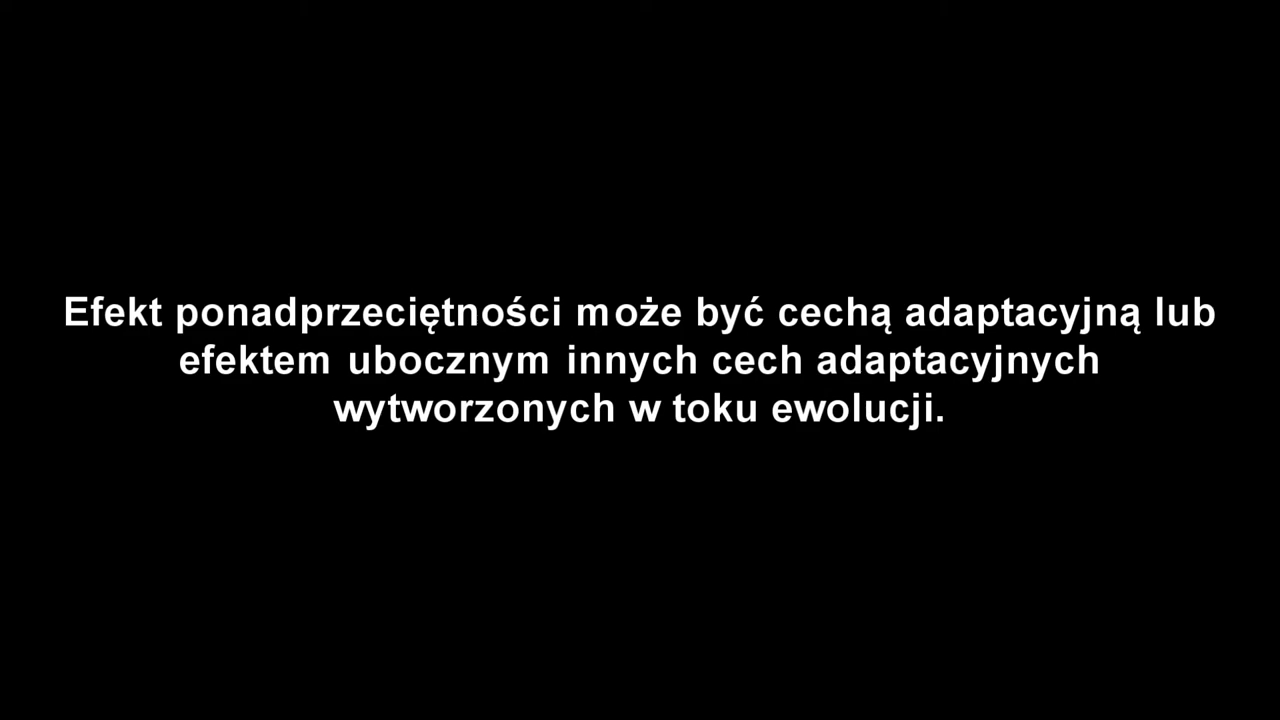 Efekt ponadprzeciętności może być cechą adaptacyjną lub
efektem ubocznym innych cech adaptacyjnych
wytworzonych w toku ewolucji.